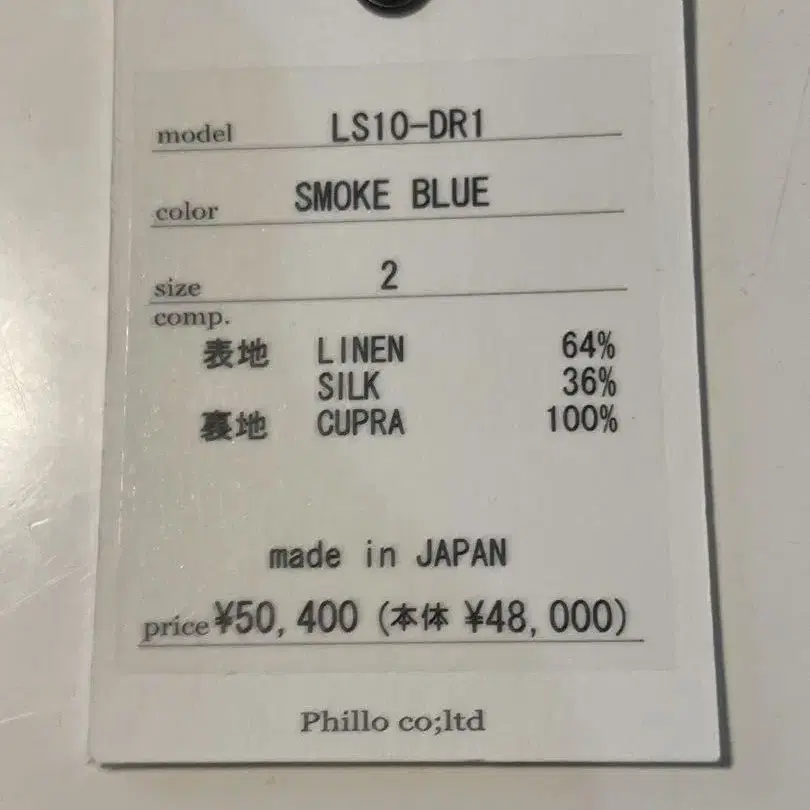 model LS10-DR1
color SMOKE BLUE
size 2
comp.
表地 LINEN 64%
SILK 36%
裏地 CUPRA 100%
made in JAPAN
price ¥50,400 (本体 ¥48,000)
Phillo co;ltd